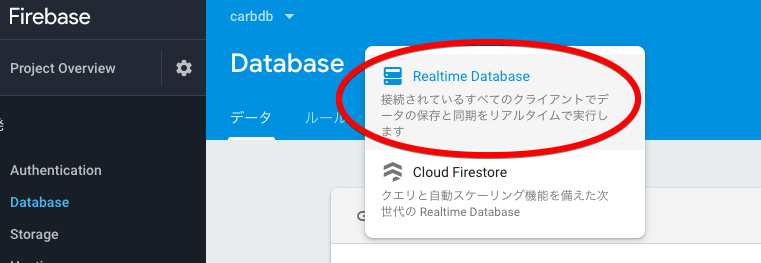 Firebase
carbdb
Project Overview
Database
Realtime Database
接続されているすべてのクライアントでデ
ータの保存と同期をリアルタイムで実行し
ます
データ
ルール
発
Authentication
Cloud Firestore
クエリと自動スケーリング機能を備えた次
世代の Realtime Database
Database
Storage